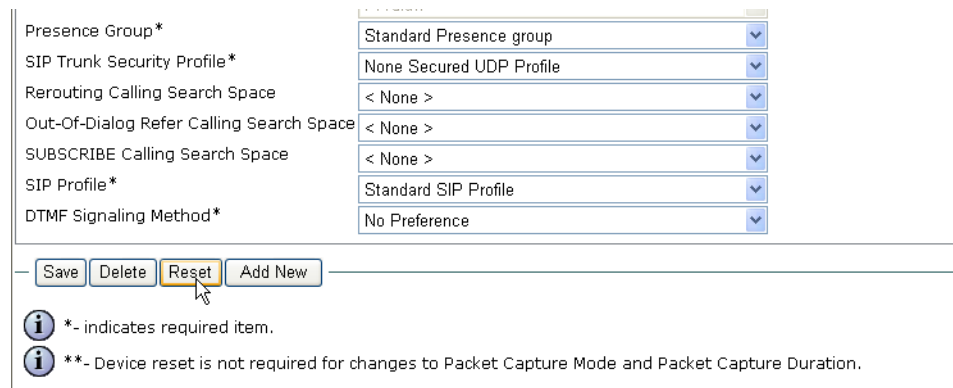 Presence Group* Standard Presence group
SIP Trunk Security Profile* None Secured UDP Profile
Rerouting Calling Search Space < None >
Out-Of-Dialog Refer Calling Search Space < None >
SUBSCRIBE Calling Search Space < None >
SIP Profile* Standard SIP Profile
DTMF Signaling Method* No Preference
Save Delete Reset Add New
i *- indicates required item.
i **- Device reset is not required for changes to Packet Capture Mode and Packet Capture Duration.